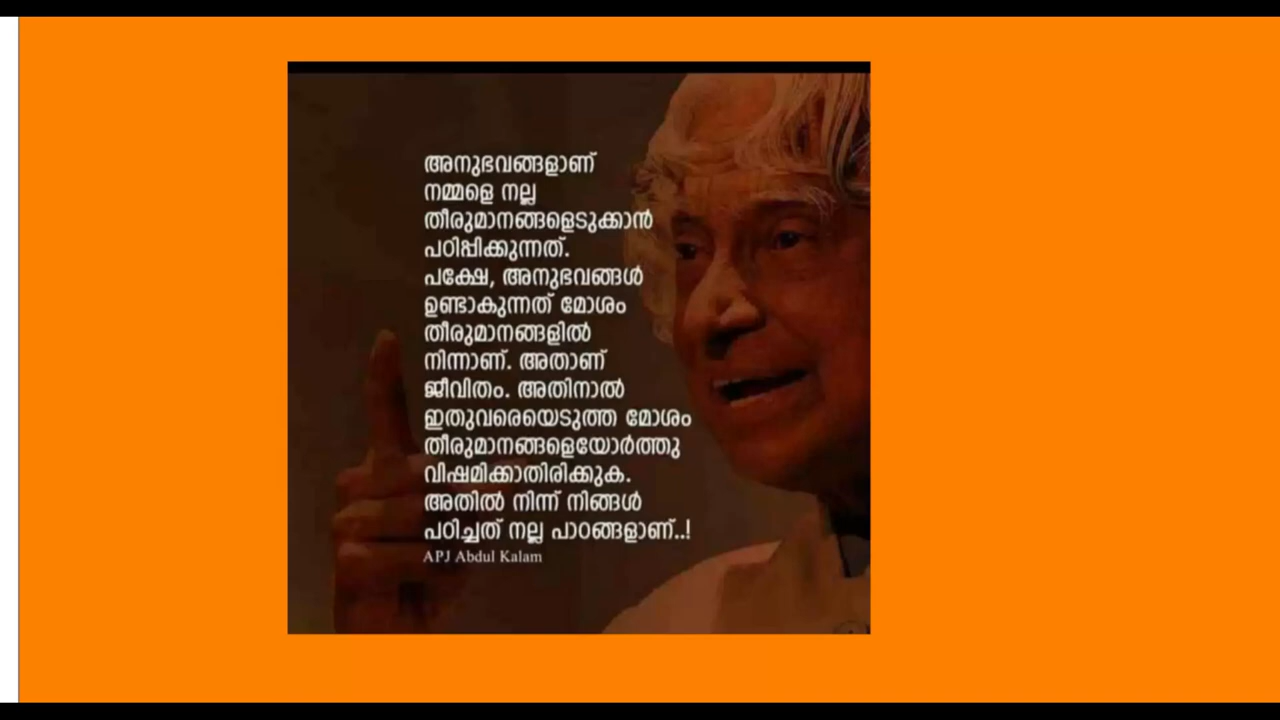 അനുഭവങ്ങളാണ്
നമ്മളെ നല്ല
തീരുമാനങ്ങളെടുക്കാൻ
പഠിപ്പിക്കുന്നത്.
പക്ഷേ, അനുഭവങ്ങൾ
ഉണ്ടാകുന്നത് മോശം
തീരുമാനങ്ങളിൽ
നിന്നാണ്. അതാണ്
ജീവിതം. അതിനാൽ
ഇതുവരെയെടുത്ത മോശം
തീരുമാനങ്ങളെയോർത്തു
വിഷമിക്കാതിരിക്കുക.
അതിൽ നിന്ന് നിങ്ങൾ
പഠിച്ചത് നല്ല പാഠങ്ങളാണ്..!
APJ Abdul Kalam